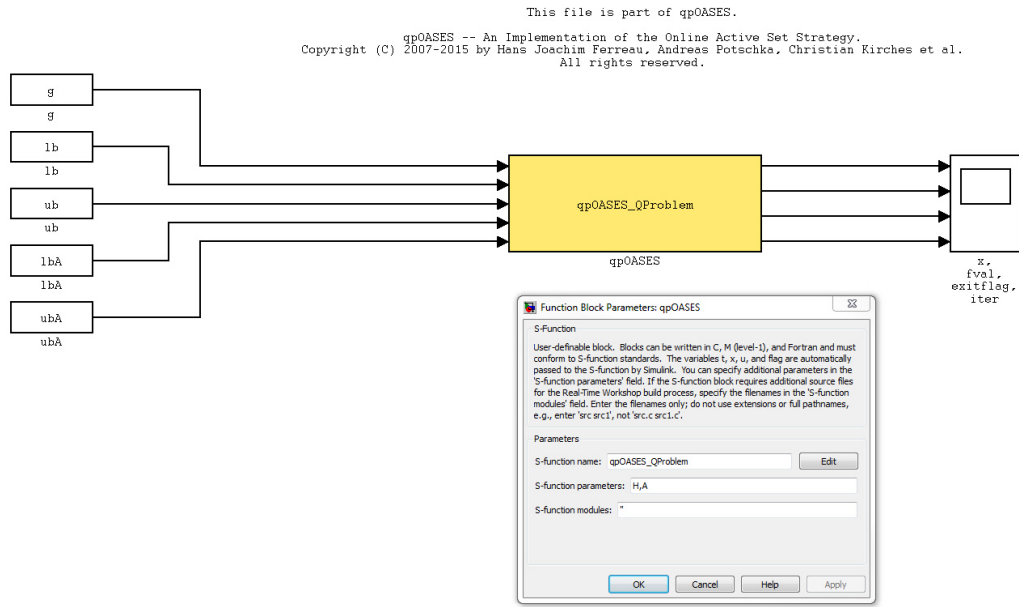 This file is part of qpOASES.
qpOASES -- An Implementation of the Online Active Set Strategy.
Copyright (C) 2007-2015 by Hans Joachim Ferreau, Andreas Potschka, Christian Kirches et al.
All rights reserved.
g
g
lb
lb
ub
ub
lbA
lbA
ubA
ubA
qpOASES_QProblem
qpOASES
x,
fval,
exitflag,
iter
Function Block Parameters: qpOASES
S-Function
User-definable block. Blocks can be written in C, M (level-1), and Fortran and must
conform to S-function standards. The variables t, x, u, and flag are automatically
passed to the S-function by Simulink. You can specify additional parameters in the
'S-function parameters' field. If the S-function block requires additional source files
for the Real-Time Workshop build process, specify the filenames in the 'S-function
modules' field. Enter the filenames only; do not use extensions or full pathnames,
e.g., enter 'src src1', not 'src.c src1.c'.
Parameters
S-function name: qpOASES_QProblem Edit
S-function parameters: H,A
S-function modules: ''
OK Cancel Help Apply